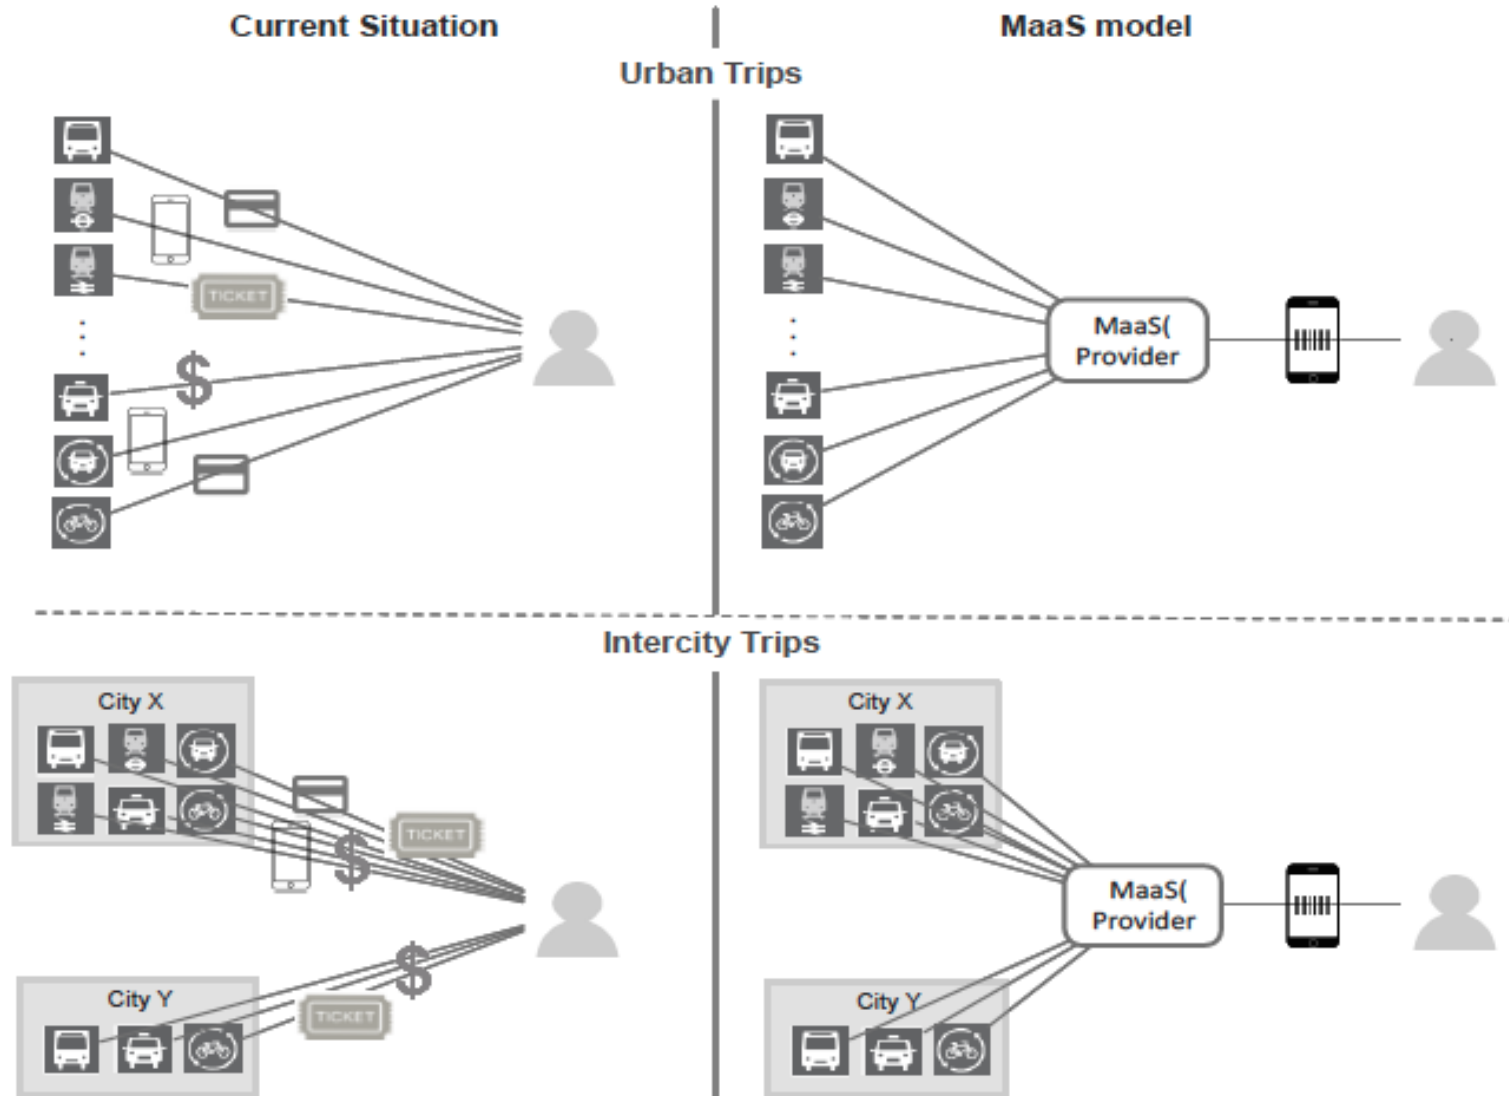 Current Situation
MaaS model
Urban Trips
TICKET
MaaS(
Provider
Intercity Trips
City X
TICKET
City Y
TICKET
City X
MaaS(
Provider
City Y